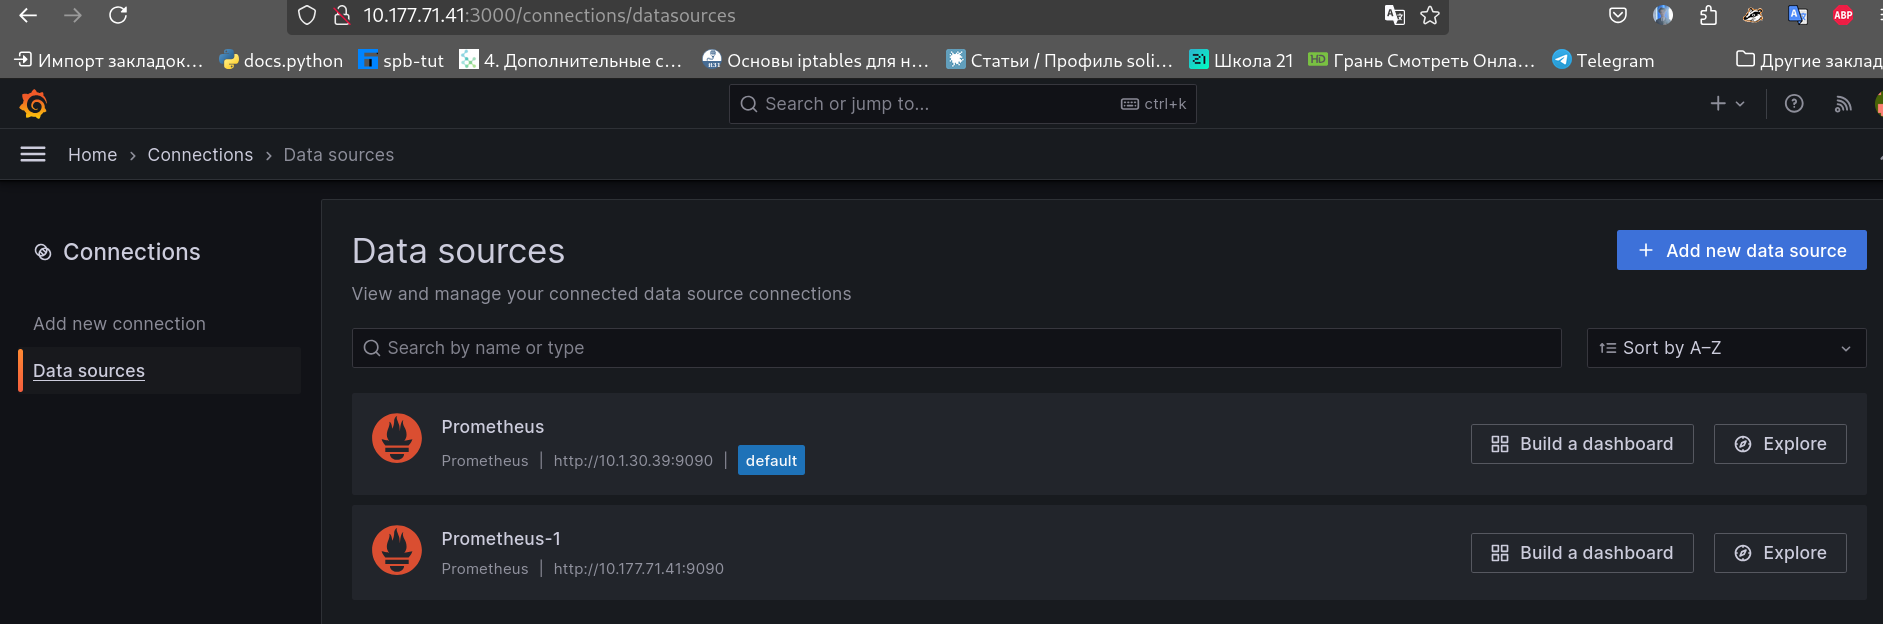 10.177.71.41:3000/connections/datasources
Импорт закладок... docs.python spb-tut 4. Дополнительные с... Основы iptables для н... Статьи / Профиль soli... Школа 21 Грань Смотреть Онла... Telegram Другие заклад
Search or jump to... ctrl+k
Home › Connections › Data sources
Connections
Add new connection
Data sources
Data sources
Add new data source
View and manage your connected data source connections
Search by name or type
Sort by A–Z
Prometheus
Prometheus | http://10.1.30.39:9090 | default
Build a dashboard
Explore
Prometheus-1
Prometheus | http://10.177.71.41:9090
Build a dashboard
Explore